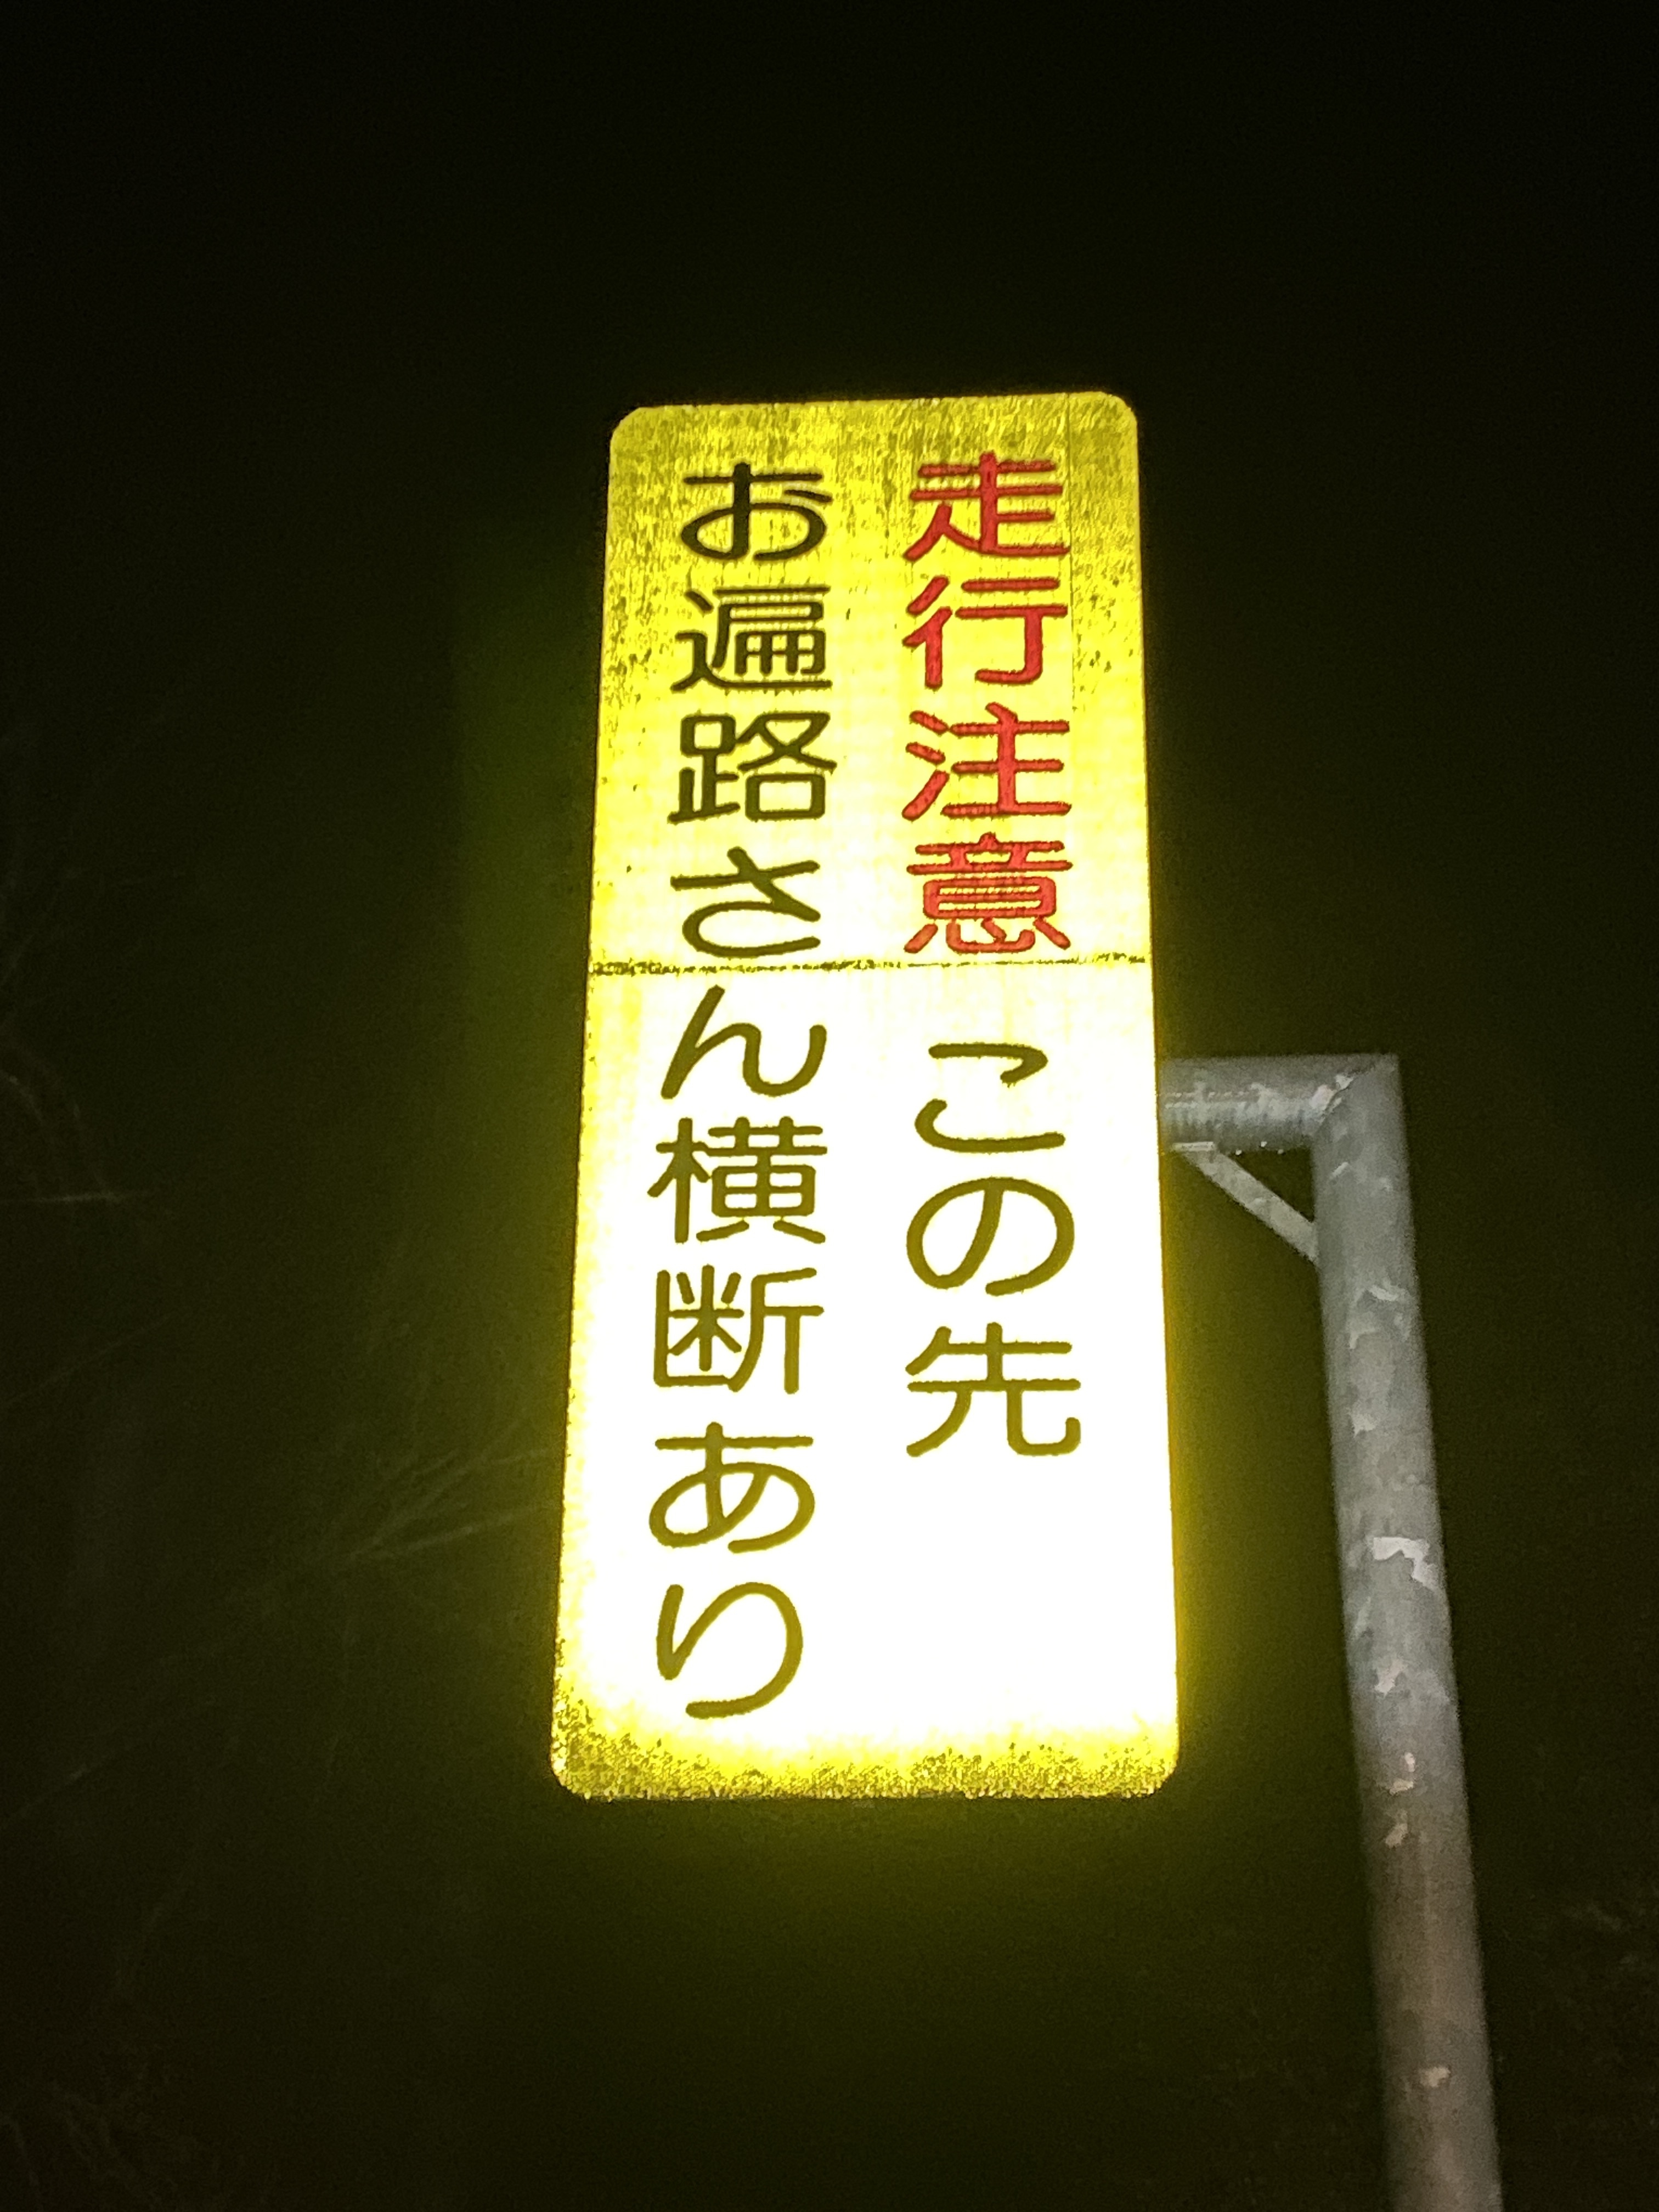 走行注意 この先
お遍路さん横断あり